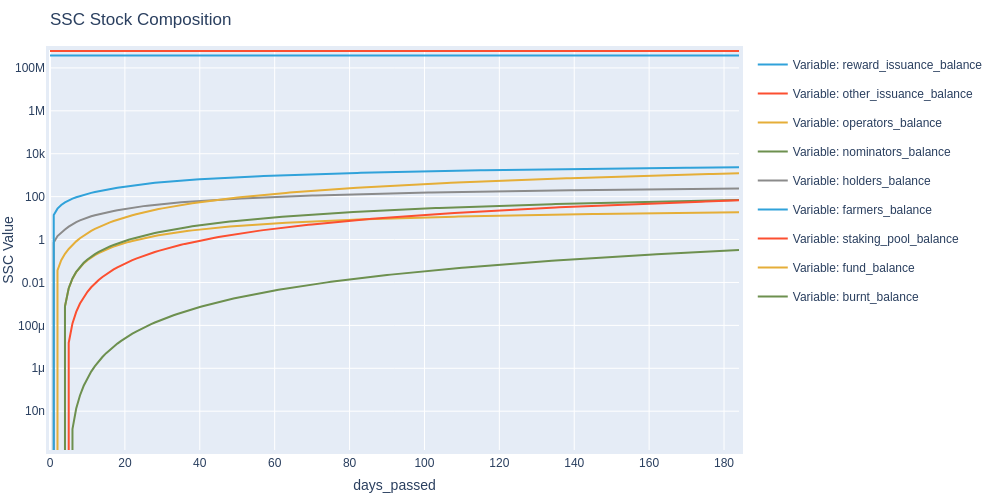 SSC Stock Composition
SSC Value
100M
1M
10k
100
1
0.01
100μ
1μ
10n
0 20 40 60 80 100 120 140 160 180
days_passed
Variable: reward_issuance_balance
Variable: other_issuance_balance
Variable: operators_balance
Variable: nominators_balance
Variable: holders_balance
Variable: farmers_balance
Variable: staking_pool_balance
Variable: fund_balance
Variable: burnt_balance